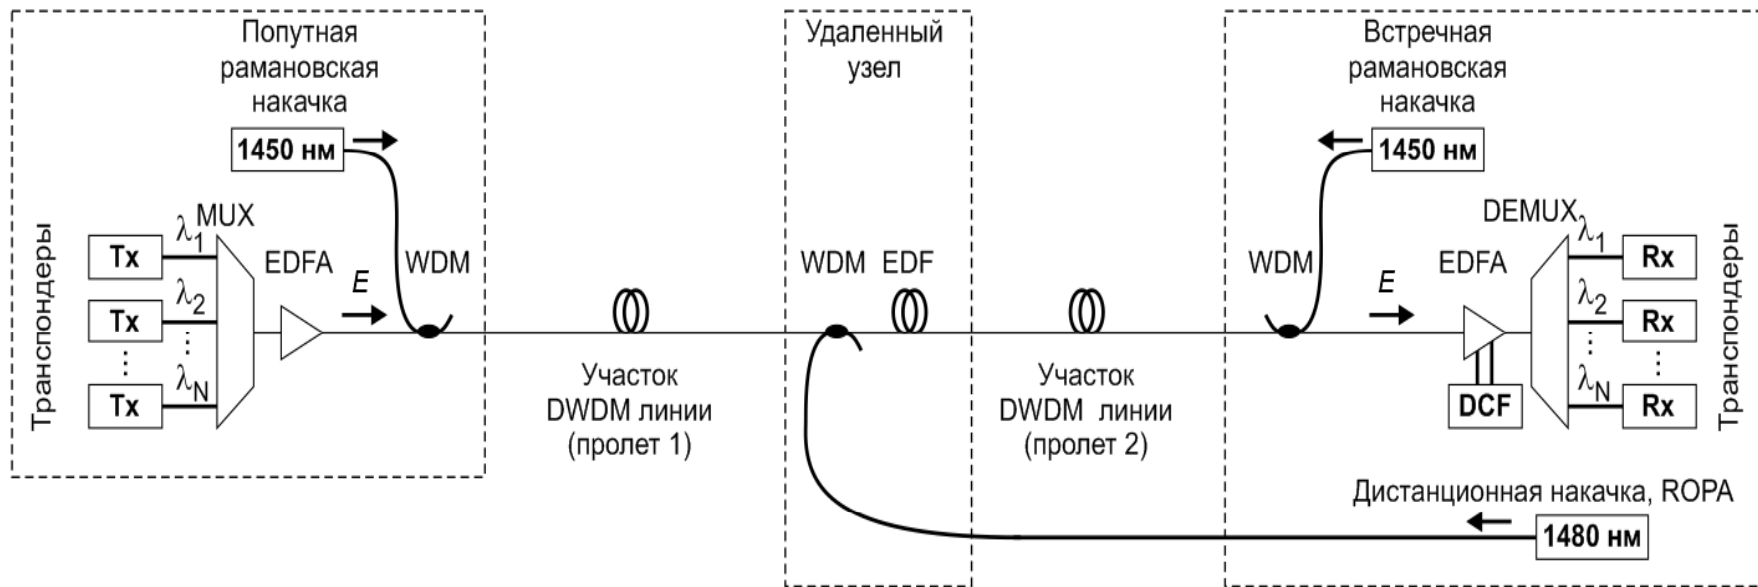 Попутная
рамановская
накачка
1450 нм
Удаленный
узел
Встречная
рамановская
накачка
1450 нм
Транспондеры
Tx
λ1
MUX
EDFA
E
WDM
Tx
λ2
⋮
⋮
Tx
λN
Участок
DWDM линии
(пролет 1)
WDM EDF
Участок
DWDM линии
(пролет 2)
WDM
E
EDFA
DCF
DEMUX
λ1
Rx
λ2
Rx
⋮
⋮
λN
Rx
Транспондеры
Дистанционная накачка, ROPA
1480 нм